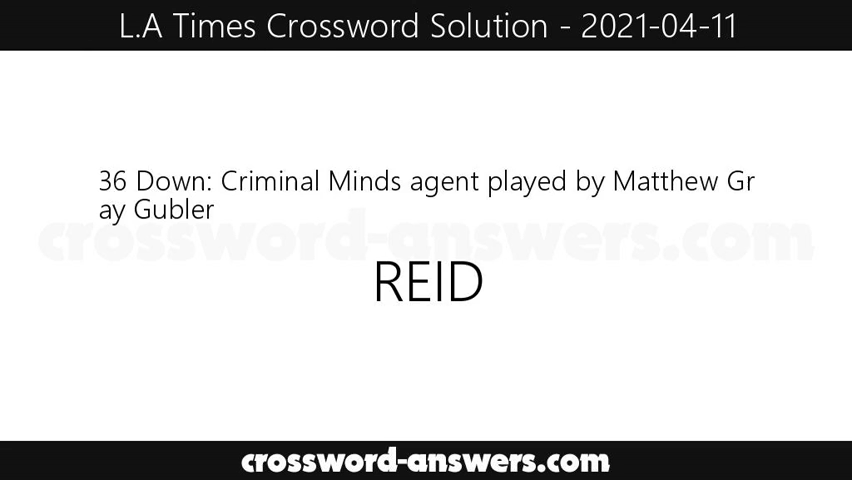 L.A Times Crossword Solution - 2021-04-11
36 Down: Criminal Minds agent played by Matthew Gr
ay Gubler
crossword-answers.com
REID
crossword-answers.com